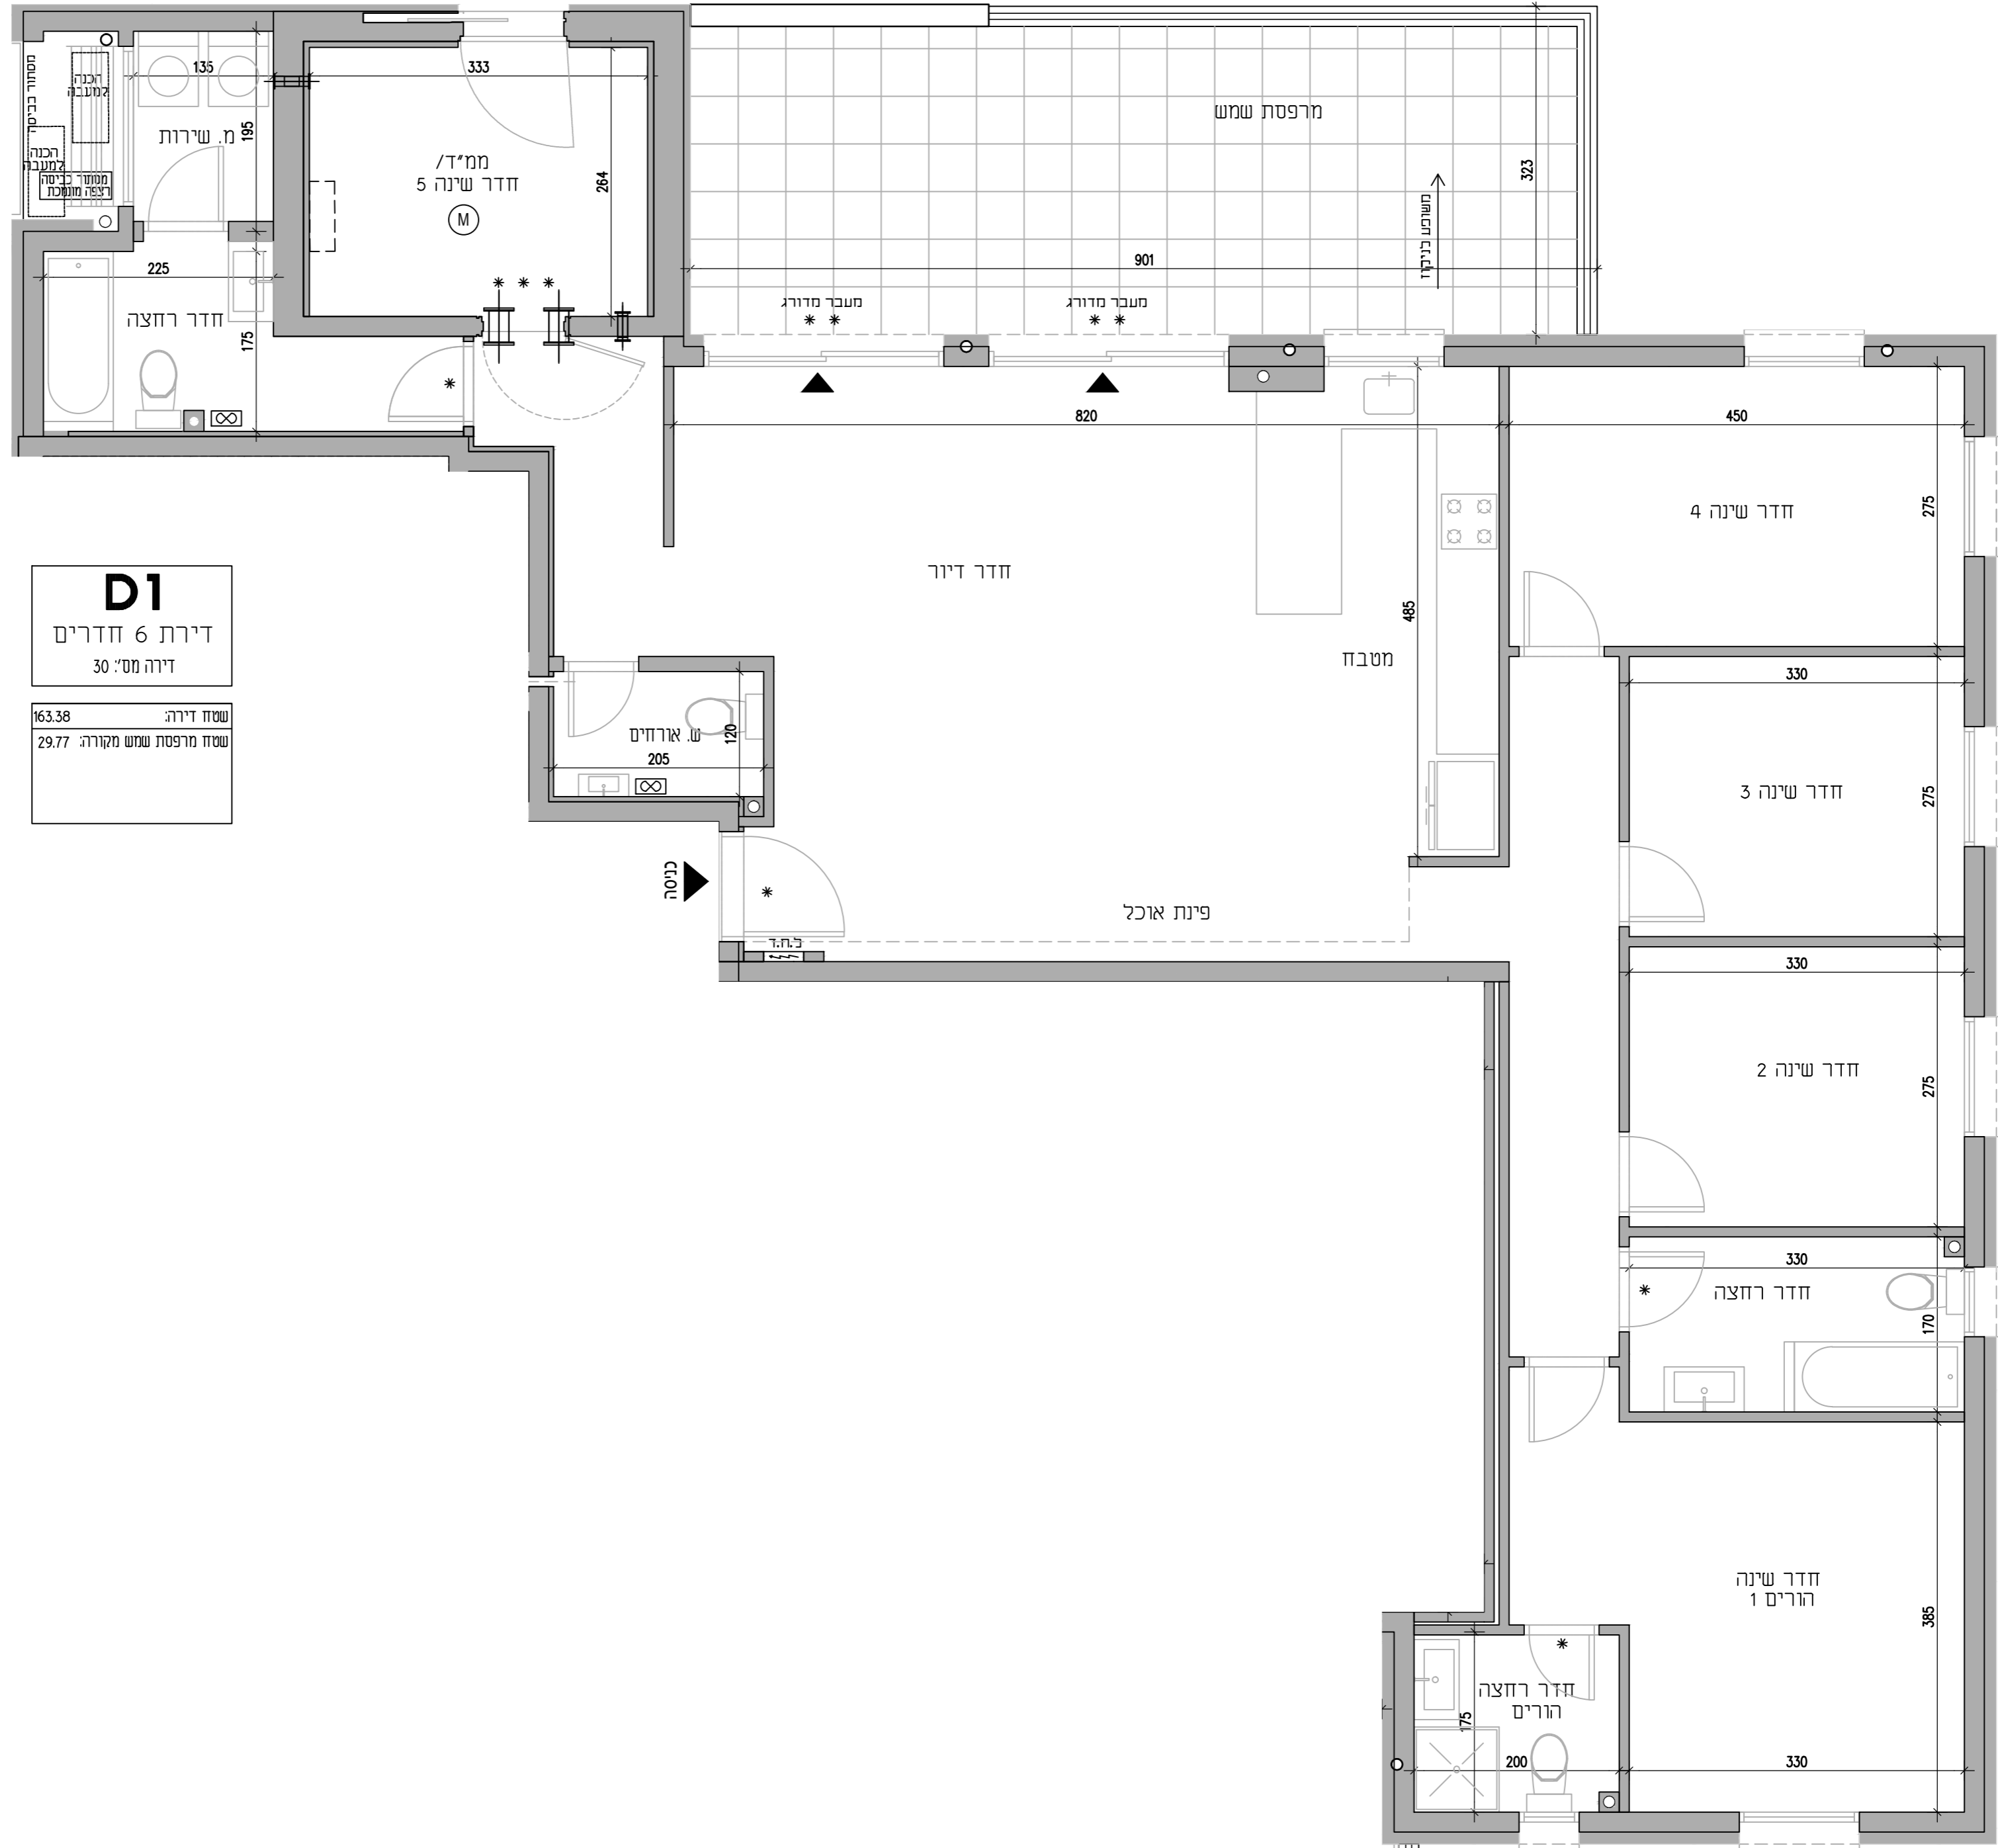 מסתור כביסה
הכנה
למעבה
הכנה
למעבה
מסתור כביסה
רצפה מונמכת
135
195
מ. שירות
333
264
ממ״ד/
חדר שינה 5
M
225
175
חדר רחצה
*
* * *
מרפסת שמש
323
901
משופע לניקוז
מעבר מדורג
* *
מעבר מדורג
* *
820
450
275
חדר שינה 4
חדר דיור
485
מטבח
D1
דירת 6 חדרים
דירה מס׳: 30
שטח דירה: 163.38
שטח מרפסת שמש מקורה: 29.77
ש. אורחים
120
205
330
275
חדר שינה 3
כניסה
*
פינת אוכל
ל.ח.ד
330
275
חדר שינה 2
330
*
חדר רחצה
170
חדר שינה
הורים 1
385
*
חדר רחצה
הורים
175
200
330